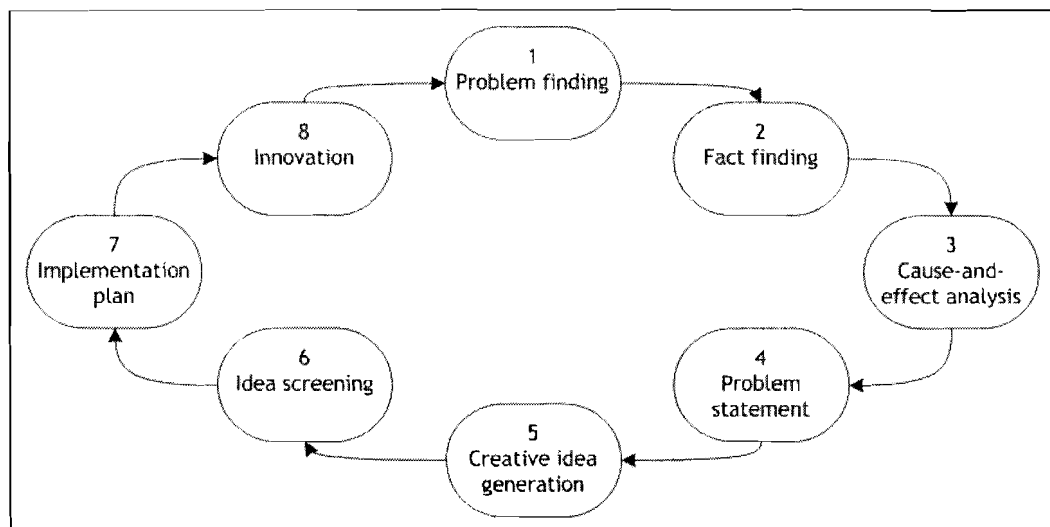 1
Problem finding
2
Fact finding
3
Cause-and-
effect analysis
4
Problem
statement
5
Creative idea
generation
6
Idea screening
7
Implementation
plan
8
Innovation